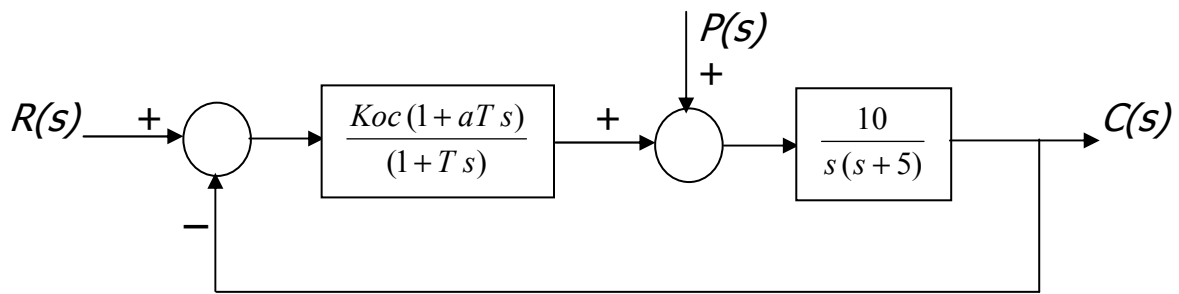 P(s)
+
R(s)
+
Koc (1 + aT s)
(1 + T s)
+
10
s (s + 5)
C(s)
−